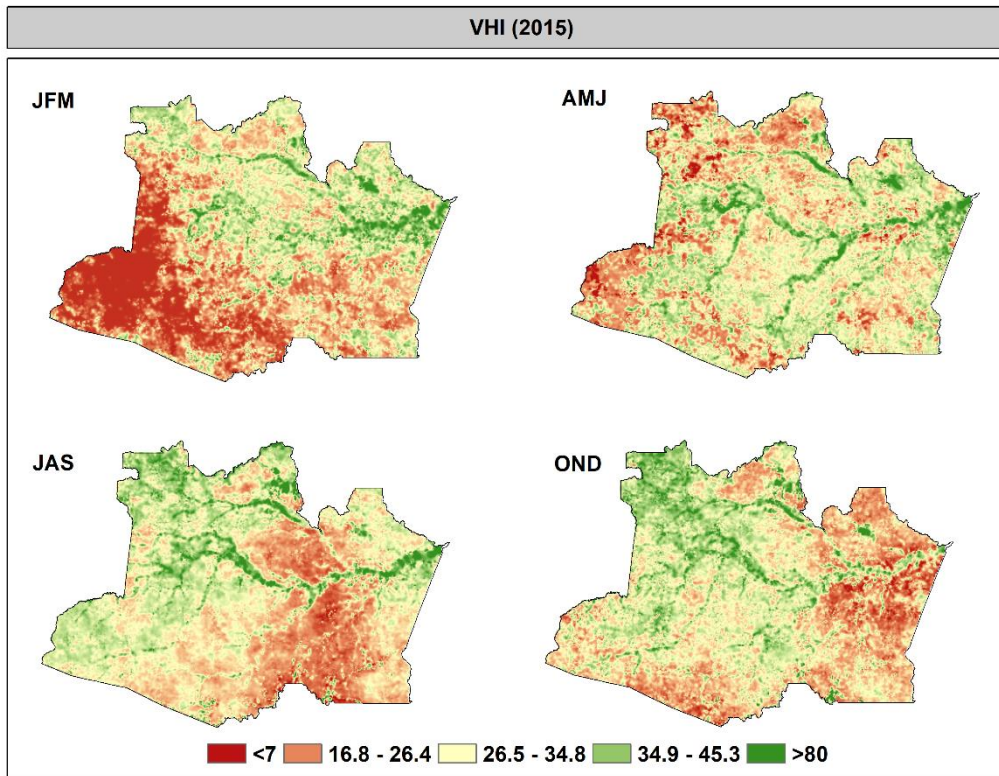 VHI (2015)
JFM
AMJ
JAS
OND
<7
16.8 - 26.4
26.5 - 34.8
34.9 - 45.3
>80